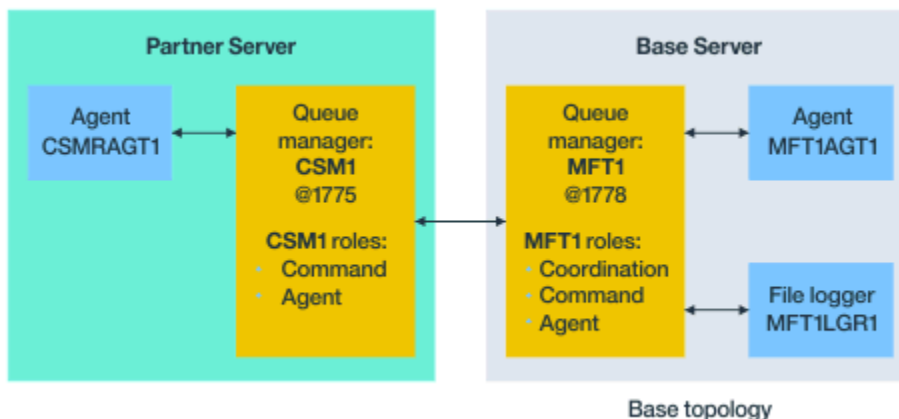 Partner Server
Agent
CSMRAGT1
Queue
manager:
CSM1
@1775
CSM1 roles:
• Command
• Agent
Base Server
Queue
manager:
MFT1
@1778
MFT1 roles:
• Coordination
• Command
• Agent
Agent
MFT1AGT1
File logger
MFT1LGR1
Base topology